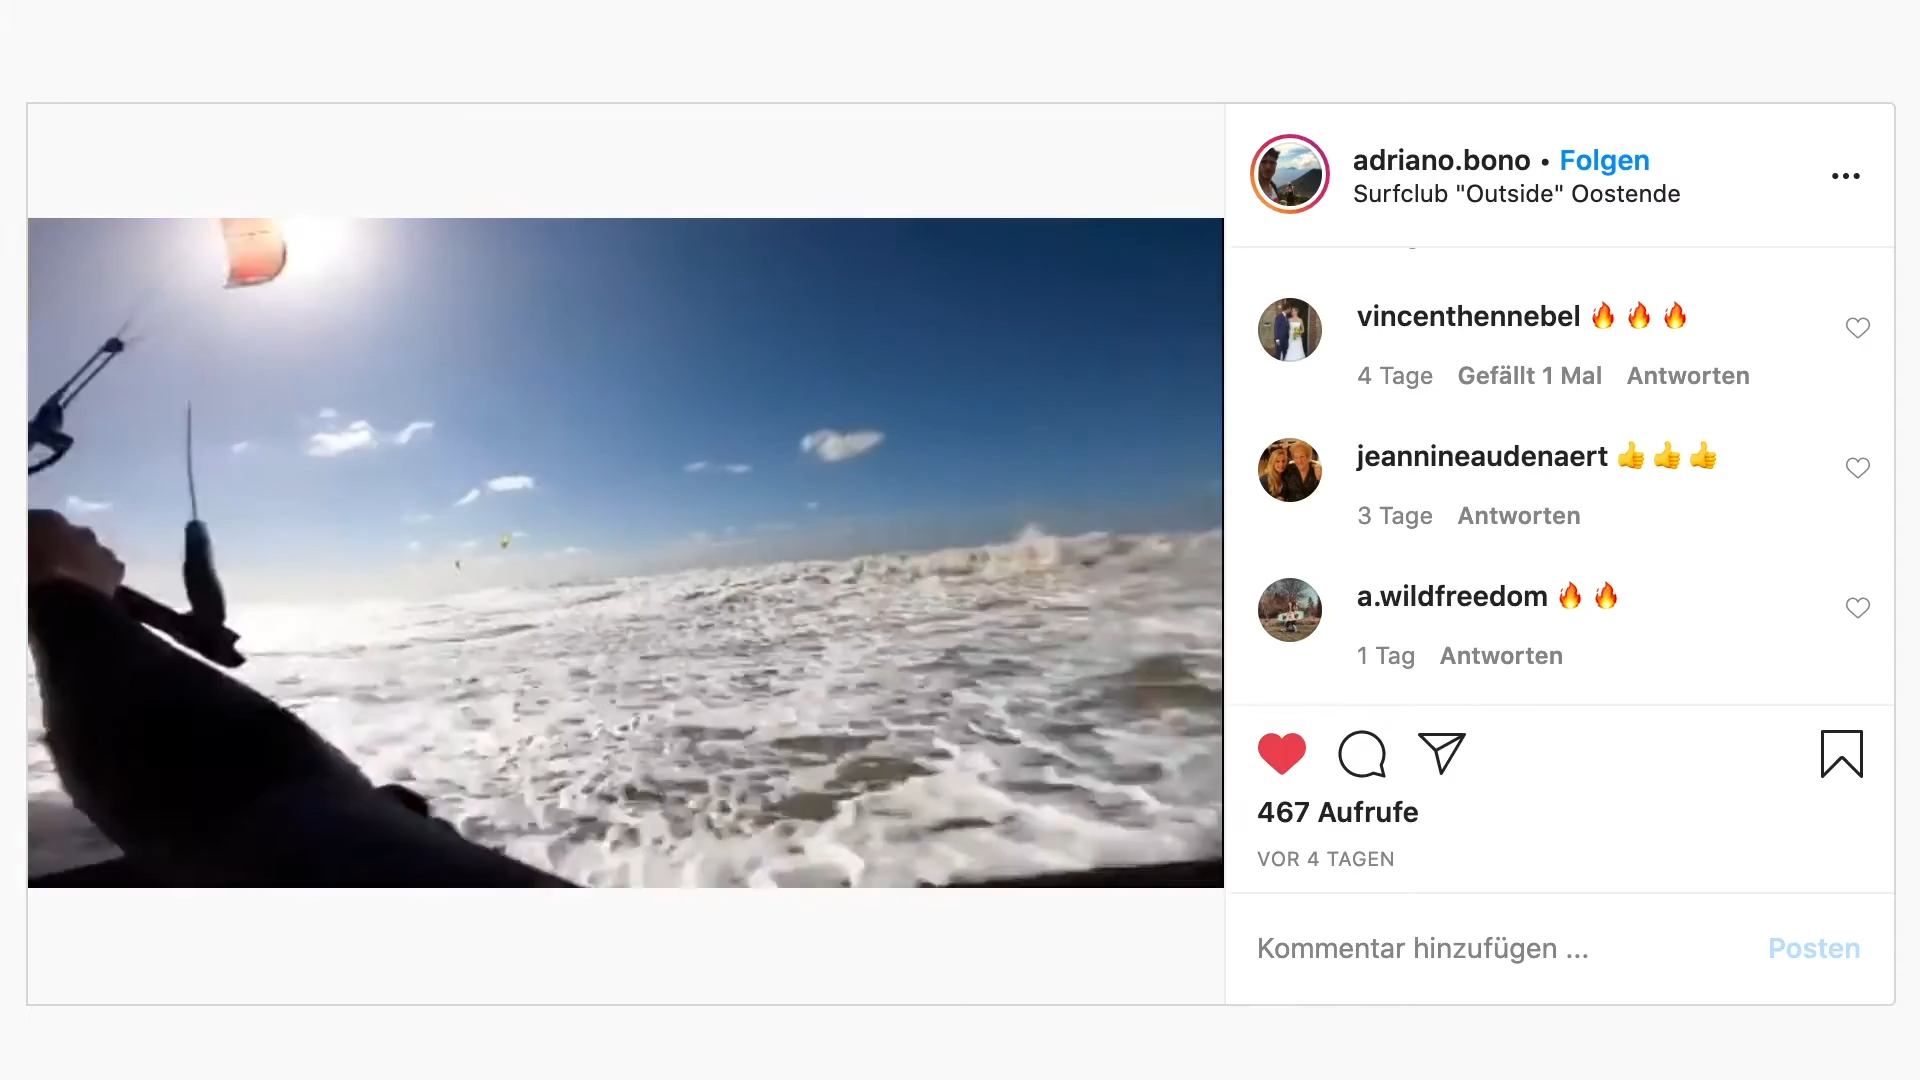 adriano.bono • Folgen
Surfclub "Outside" Oostende
vincenthennebel 🔥 🔥 🔥
4 Tage Gefällt 1 Mal Antworten
jeannineaudenaert 👍👍👍
3 Tage Antworten
a.wildfreedom 🔥 🔥
1 Tag Antworten
467 Aufrufe
VOR 4 TAGEN
Kommentar hinzufügen ... Posten